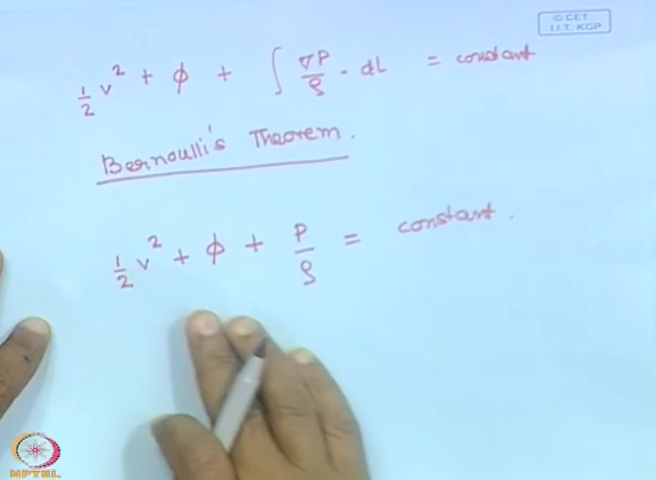 © CET
I.I.T. KGP
1/2 v² + ϕ + ∫ ∇P/ρ · dL = constant
Bernoulli's Theorem.
1/2 v² + ϕ + P/ρ = constant.
NPTEL